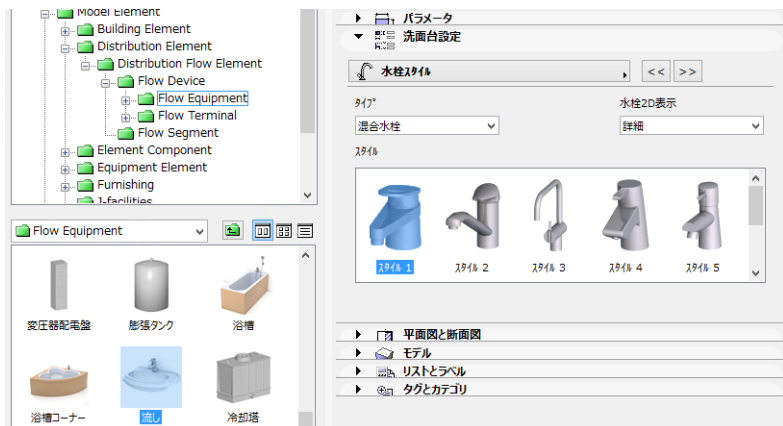 Model Element
Building Element
Distribution Element
Distribution Flow Element
Flow Device
Flow Equipment
Flow Terminal
Flow Segment
Element Component
Equipment Element
Furnishing
J-facilities
Flow Equipment
変圧器配電盤
膨張タンク
浴槽
浴槽コーナー
流し
冷却塔
パラメータ
洗面台設定
水栓スタイル
<<
>>
タイプ
水栓2D表示
混合水栓
詳細
スタイル
スタイル 1
スタイル 2
スタイル 3
スタイル 4
スタイル 5
平面図と断面図
モデル
リストとラベル
タグとカテゴリ